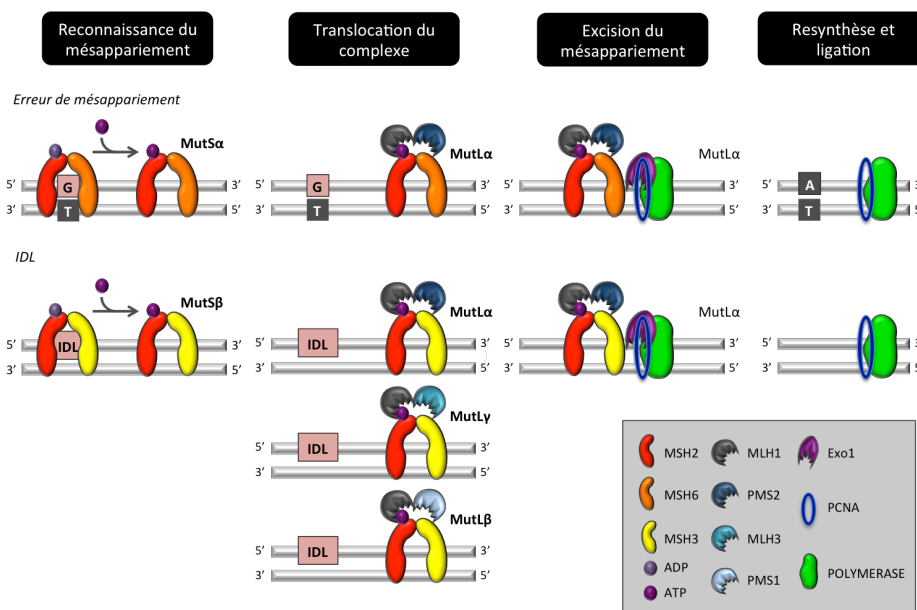 Reconnaissance du
mésappariement
Translocation du
complexe
Excision du
mésappariement
Resynthèse et
ligation
Erreur de mésappariement
MutSα
MutLα
MutLα
5’ G 3’
3’ T 5’
5’ G 3’
3’ T 5’
5’ 3’
3’ 5’
5’ A 3’
3’ T 5’
IDL
MutSβ
MutLα
MutLα
5’ IDL 3’
3’ 5’
5’ IDL 3’
3’ 5’
5’ 3’
3’ 5’
5’ 3’
3’ 5’
MutLγ
5’ IDL 3’
3’ 5’
MutLβ
5’ IDL 3’
3’ 5’
MSH2
MLH1
Exo1
MSH6
PMS2
PCNA
MSH3
MLH3
ADP
ATP
PMS1
POLYMERASE